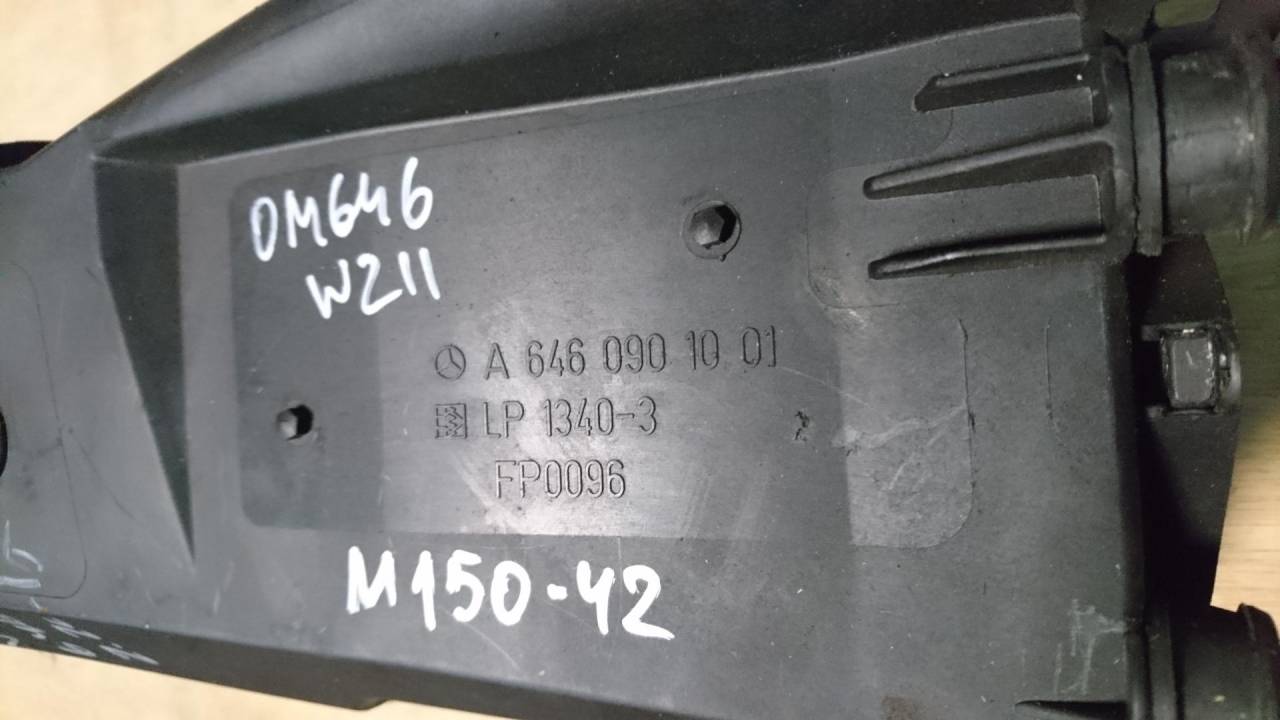 OM646
W211
A 646 090 10 01
LP 1340-3
FP0096
M150-42